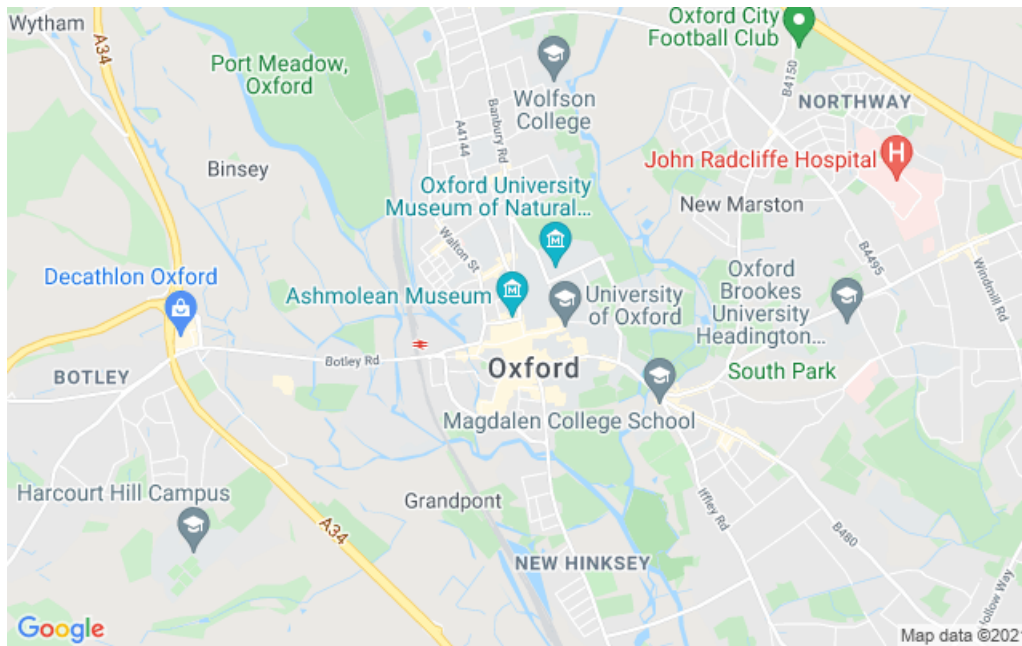 Oxford City
Football Club
Wytham
A34
Port Meadow,
Oxford
Wolfson
College
B4150
NORTHWAY
A4144
Banbury Rd
John Radcliffe Hospital
H
Binsey
Oxford University
Museum of Natural...
New Marston
Walton St
B4495
Windmill Rd
Decathlon Oxford
Ashmolean Museum
University
of Oxford
Oxford
Brookes
University
Headington...
Botley Rd
BOTLEY
Oxford
South Park
Magdalen College School
Harcourt Hill Campus
Grandpont
Iffley Rd
A34
B480
NEW HINKSEY
Hollow Way
Google
Map data ©2021